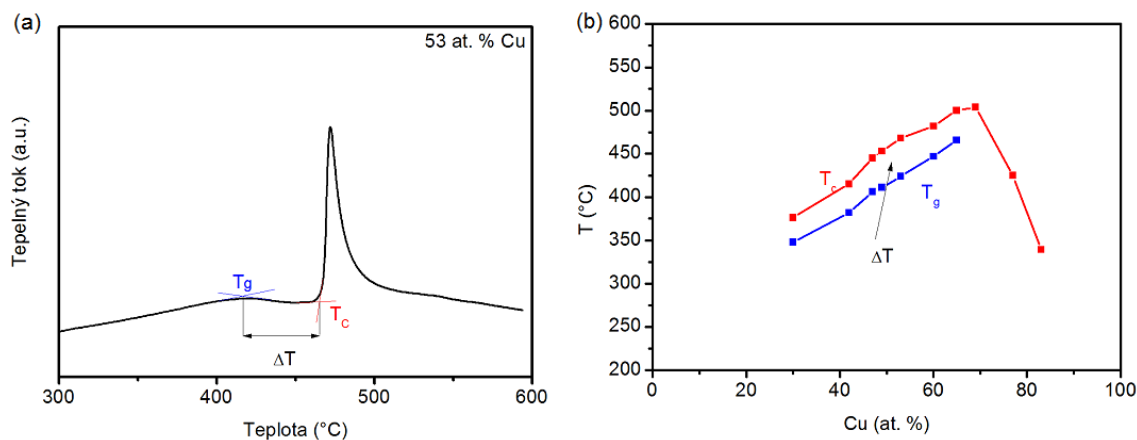 (a)
53 at. % Cu
Tepelný tok (a.u.)
Tg
Tc
ΔT
300
400
500
600
Teplota (°C)
(b)
600
550
500
450
400
350
300
250
200
T (°C)
Tc
Tg
ΔT
0
20
40
60
80
100
Cu (at. %)